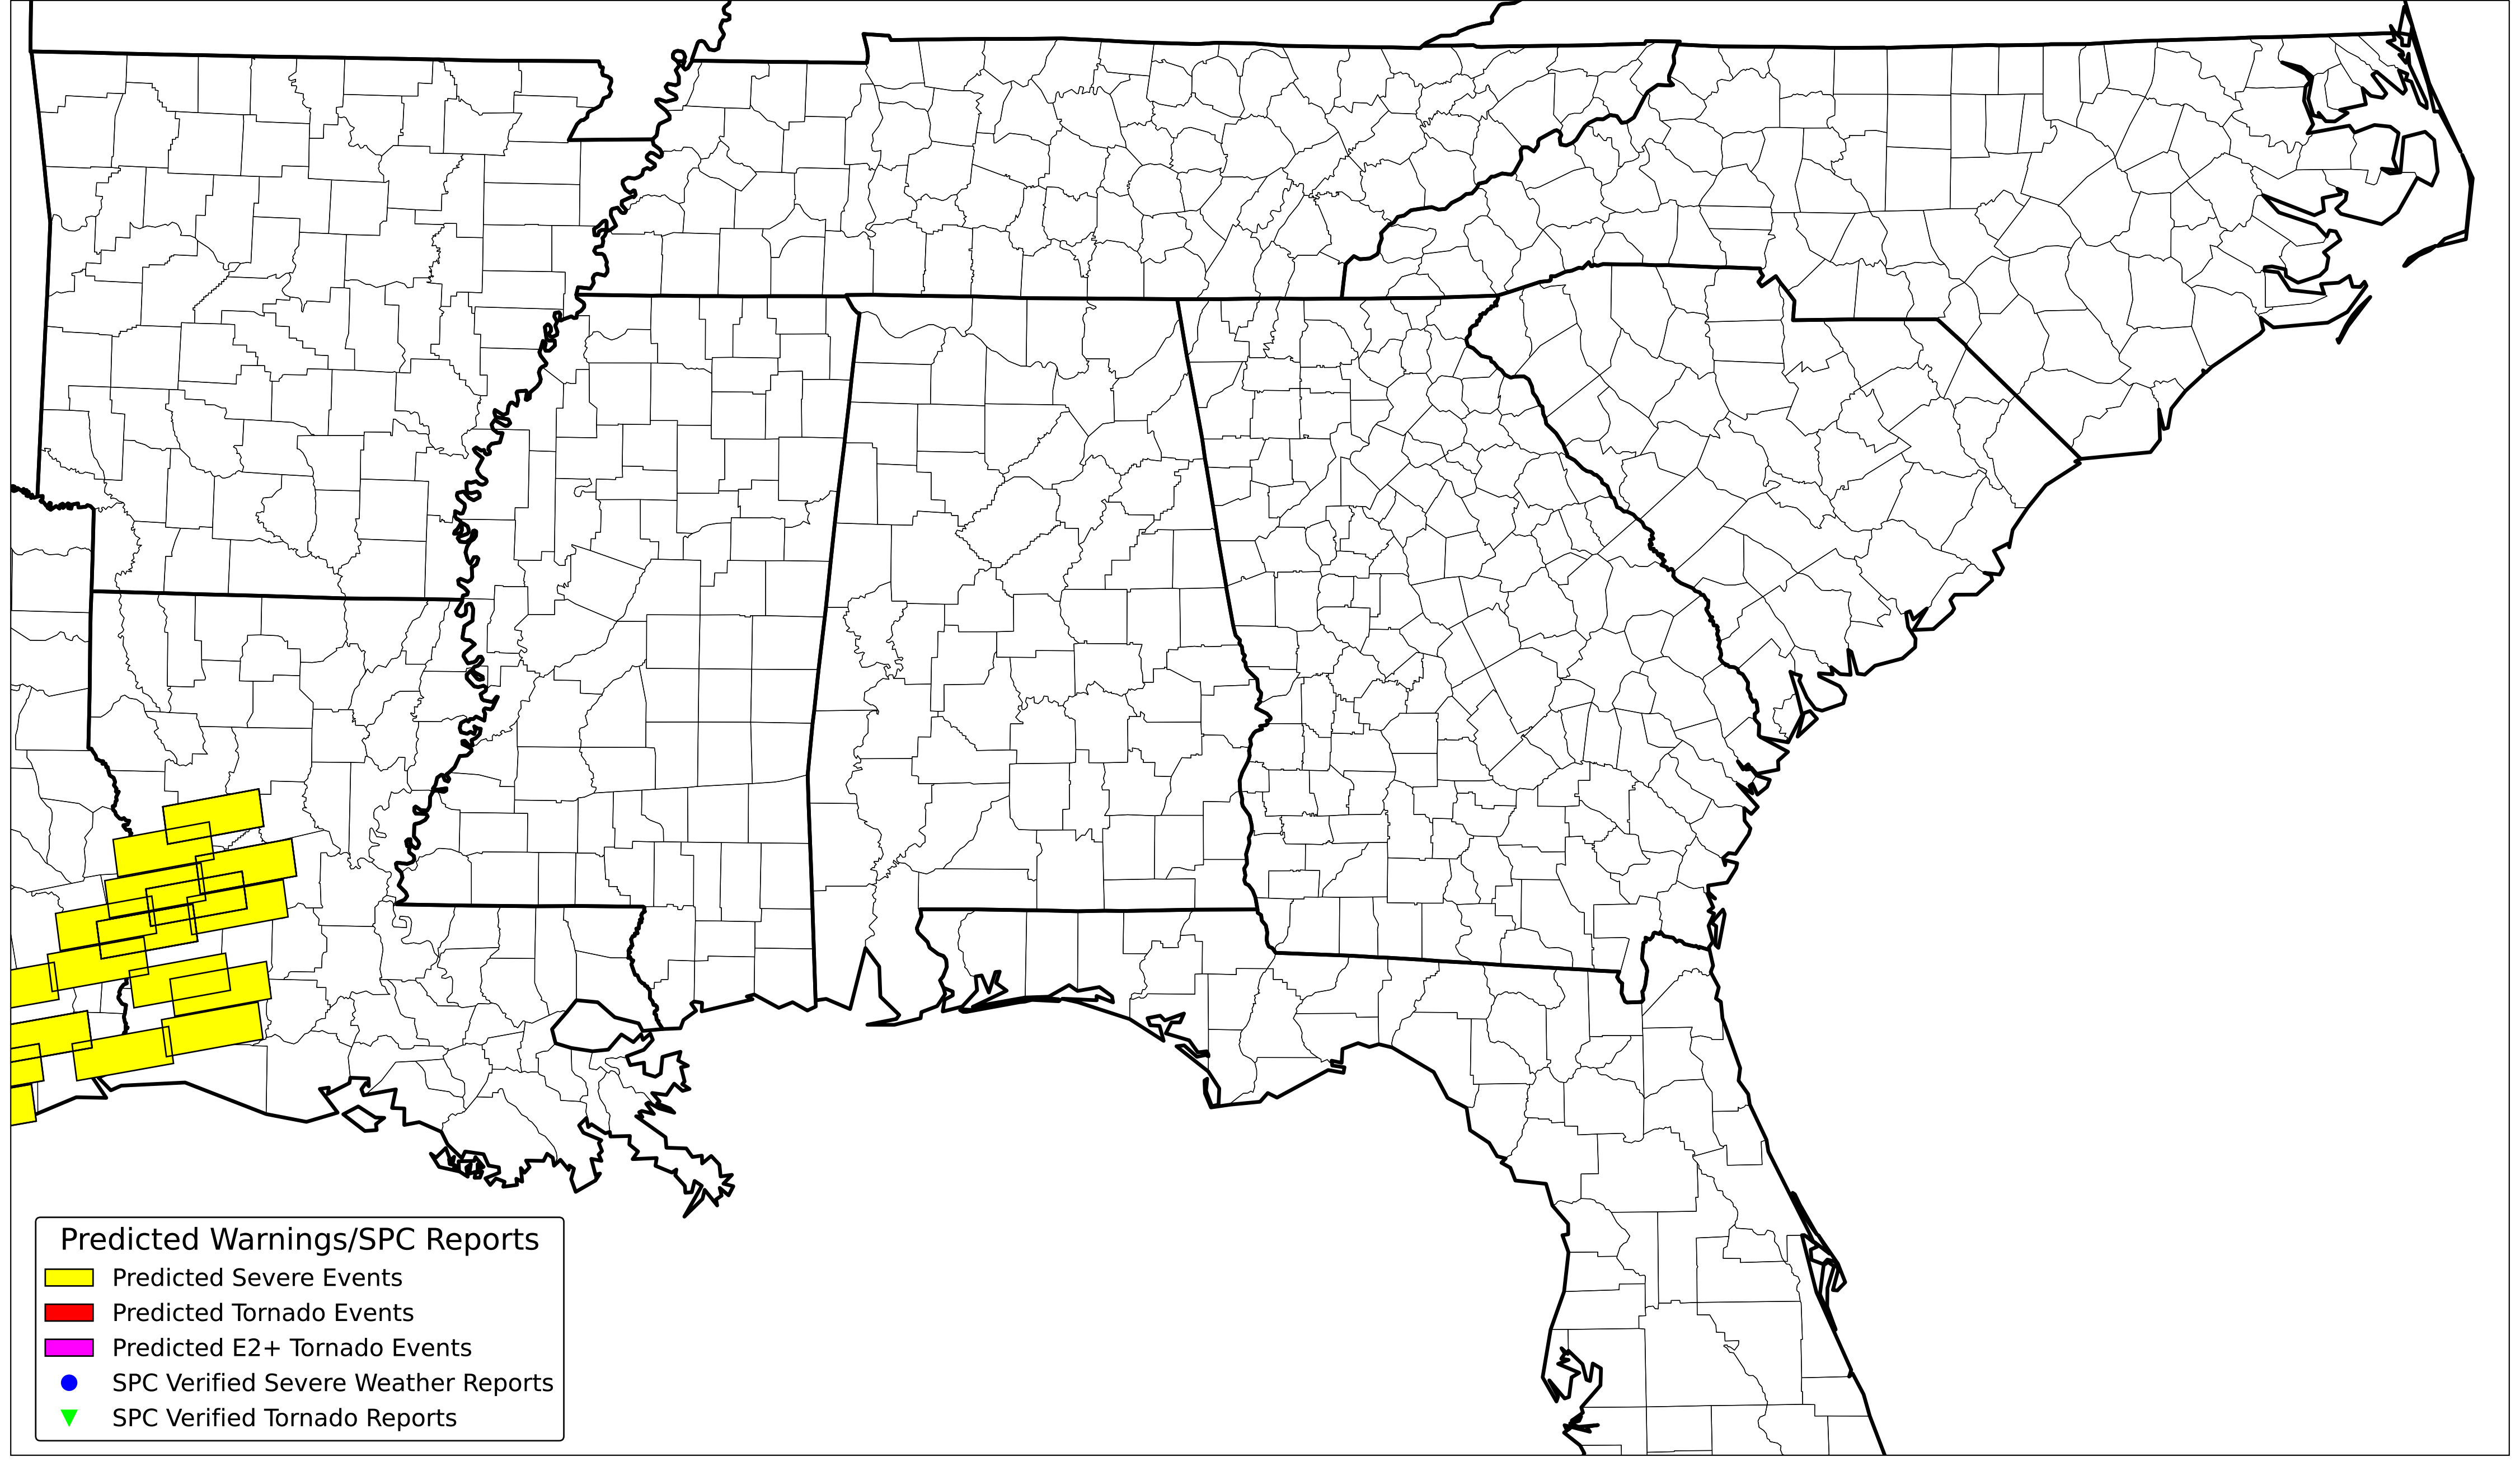 Predicted Warnings/SPC Reports
Predicted Severe Events
Predicted Tornado Events
Predicted E2+ Tornado Events
SPC Verified Severe Weather Reports
SPC Verified Tornado Reports